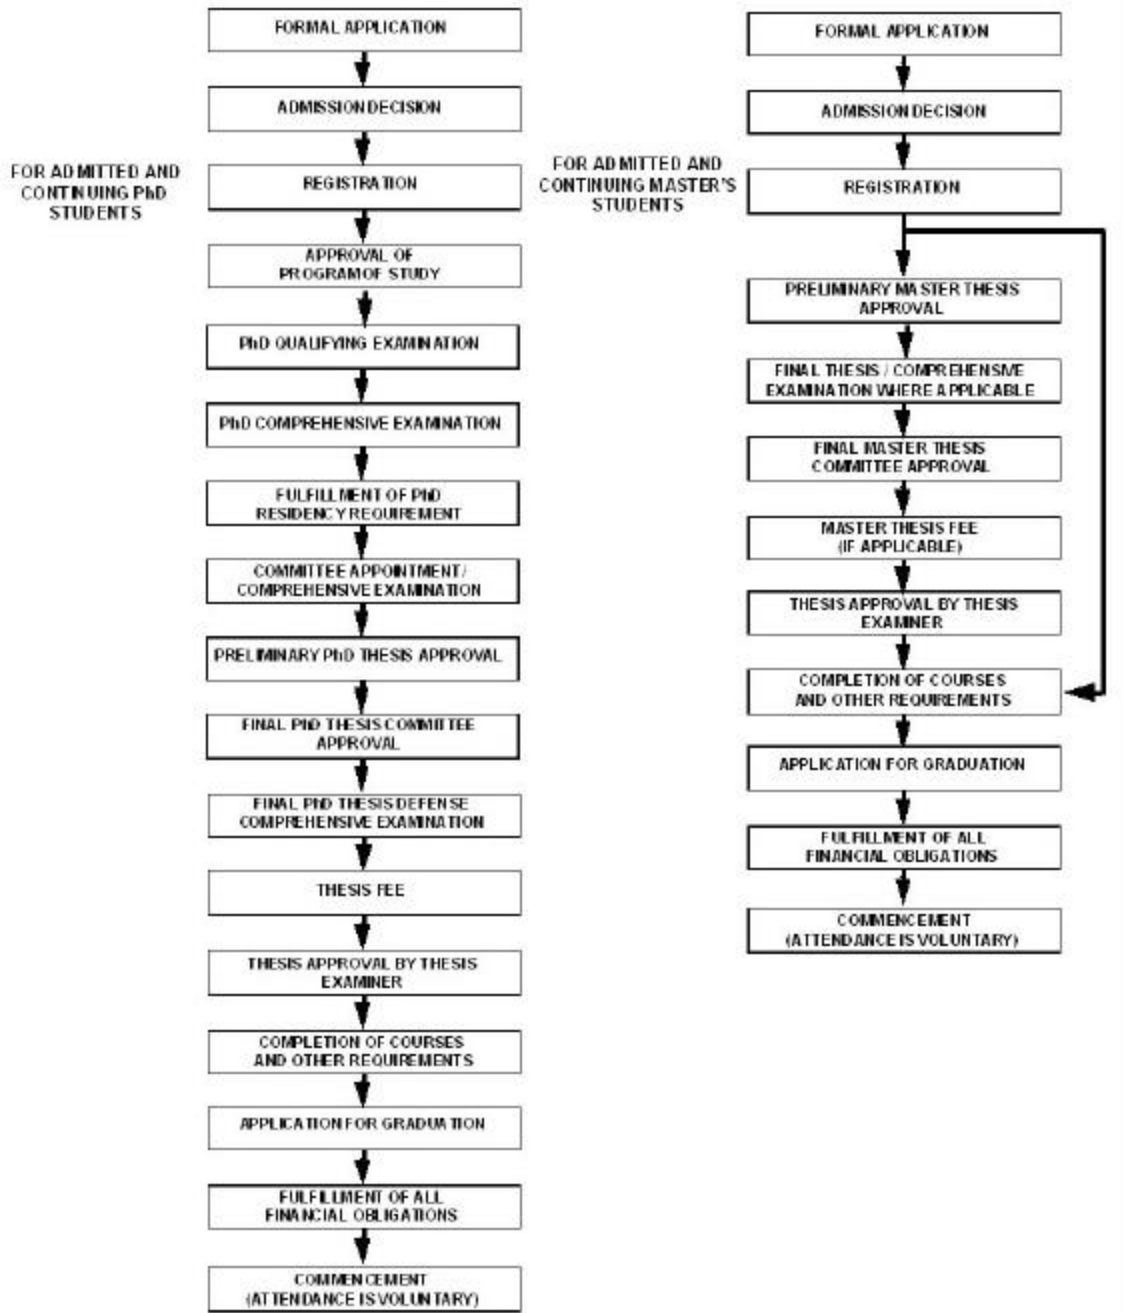 FORMAL APPLICATION
ADMISSION DECISION
FOR ADMITTED AND
CONTINUING PhD
STUDENTS
REGISTRATION
APPROVAL OF
PROGRAM OF STUDY
PhD QUALIFYING EXAMINATION
PhD COMPREHENSIVE EXAMINATION
FULFILLMENT OF PhD
RESIDENCY REQUIREMENT
COMMITTEE APPOINTMENT/
COMPREHENSIVE EXAMINATION
PRELIMINARY PhD THESIS APPROVAL
FINAL PhD THESIS COMMITTEE
APPROVAL
FINAL PhD THESIS DEFENSE
COMPREHENSIVE EXAMINATION
THESIS FEE
THESIS APPROVAL BY THESIS
EXAMINER
COMPLETION OF COURSES
AND OTHER REQUIREMENTS
APPLICATION FOR GRADUATION
FULFILLMENT OF ALL
FINANCIAL OBLIGATIONS
COMMENCEMENT
(ATTENDANCE IS VOLUNTARY)
FORMAL APPLICATION
ADMISSION DECISION
FOR ADMITTED AND
CONTINUING MASTER'S
STUDENTS
REGISTRATION
PRELIMINARY MASTER THESIS
APPROVAL
FINAL THESIS / COMPREHENSIVE
EXAMINATION WHERE APPLICABLE
FINAL MASTER THESIS
COMMITTEE APPROVAL
MASTER THESIS FEE
(IF APPLICABLE)
THESIS APPROVAL BY THESIS
EXAMINER
COMPLETION OF COURSES
AND OTHER REQUIREMENTS
APPLICATION FOR GRADUATION
FULFILLMENT OF ALL
FINANCIAL OBLIGATIONS
COMMENCEMENT
(ATTENDANCE IS VOLUNTARY)